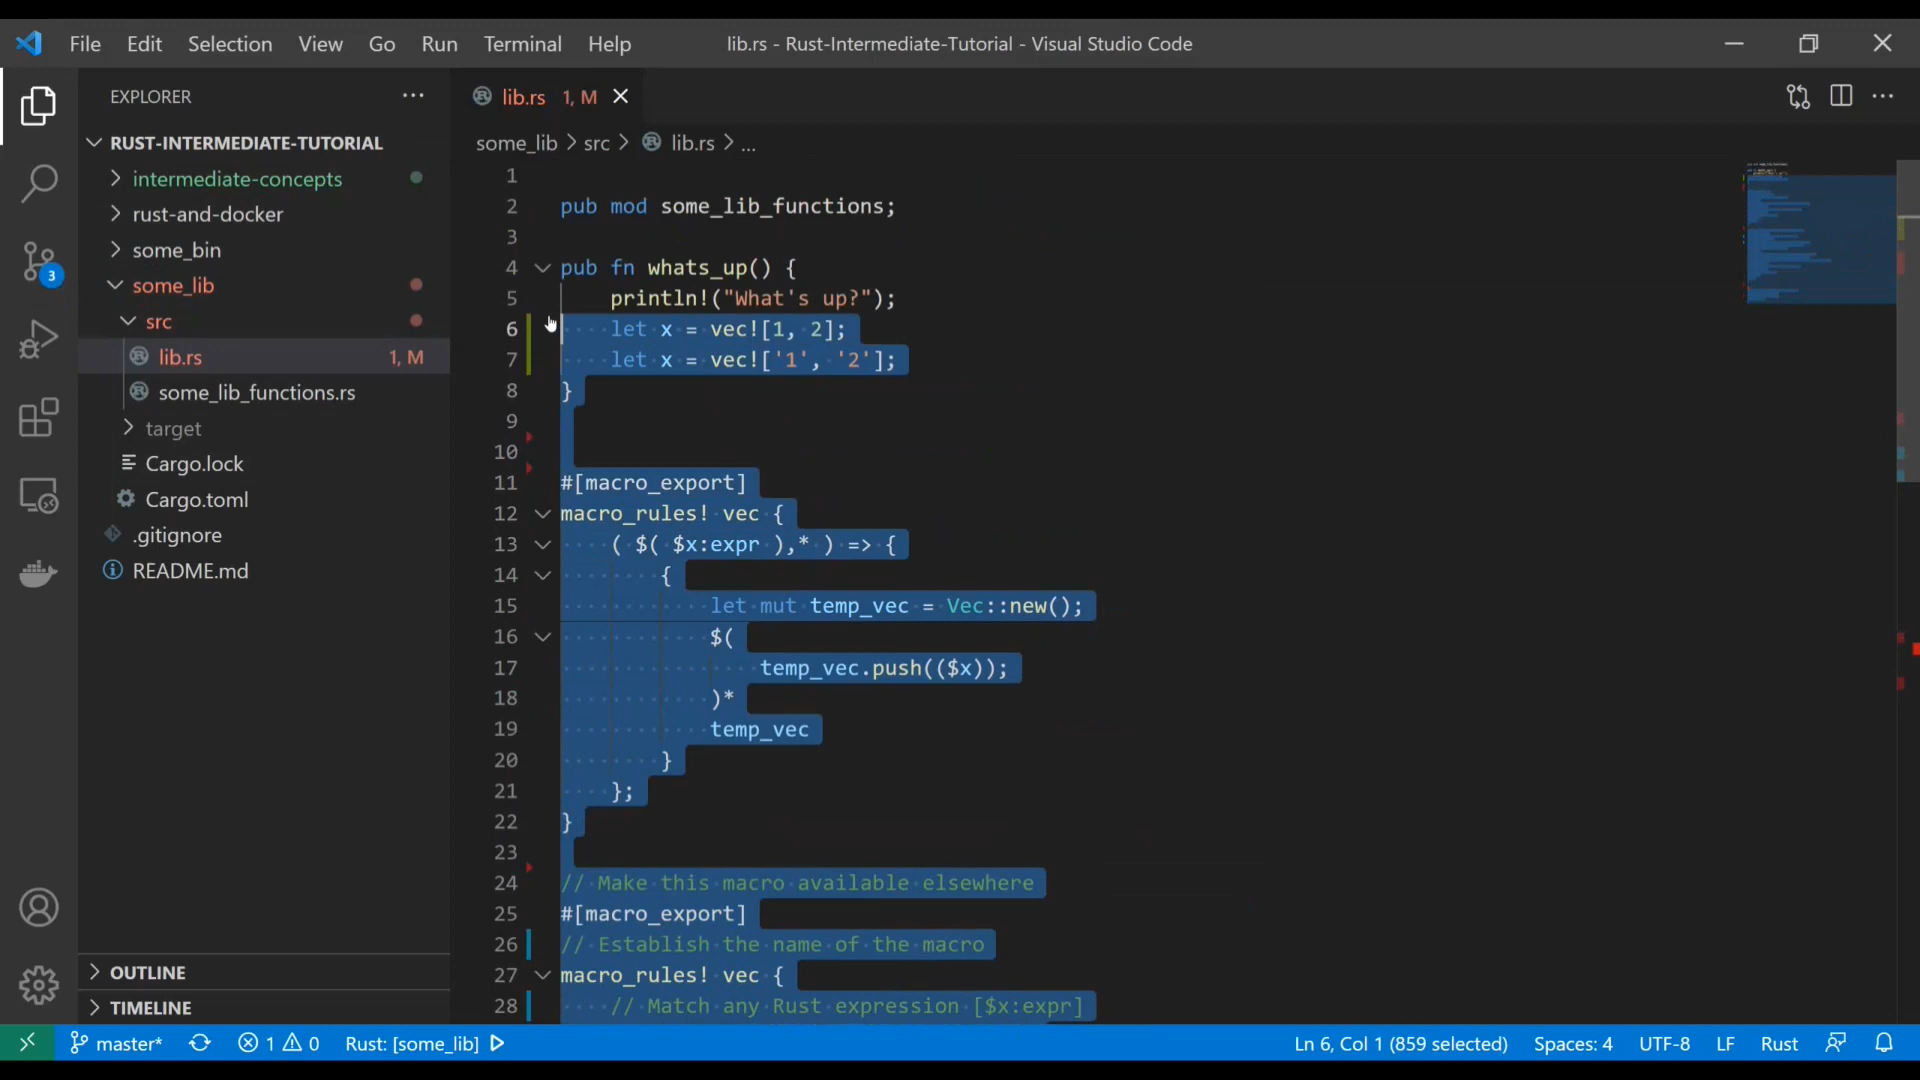 File Edit Selection View Go Run Terminal Help
lib.rs - Rust-Intermediate-Tutorial - Visual Studio Code
EXPLORER
RUST-INTERMEDIATE-TUTORIAL
intermediate-concepts
rust-and-docker
some_bin
some_lib
src
lib.rs 1, M
some_lib_functions.rs
target
Cargo.lock
Cargo.toml
.gitignore
README.md
OUTLINE
TIMELINE
3
lib.rs 1, M
some_lib > src > lib.rs > ...
1
2 pub mod some_lib_functions;
3
4 pub fn whats_up() {
5 println!("What's up?");
6 let x = vec![1, 2];
7 let x = vec!['1', '2'];
8 }
9
10
11 #[macro_export]
12 macro_rules! vec {
13 ( $( $x:expr ),* ) => {
14 {
15 let mut temp_vec = Vec::new();
16 $(
17 temp_vec.push(($x));
18 )*
19 temp_vec
20 }
21 };
22 }
23
24 // Make this macro available elsewhere
25 #[macro_export]
26 // Establish the name of the macro
27 macro_rules! vec {
28 // Match any Rust expression [$x:expr]
master* 1 0 Rust: [some_lib] Ln 6, Col 1 (859 selected) Spaces: 4 UTF-8 LF Rust